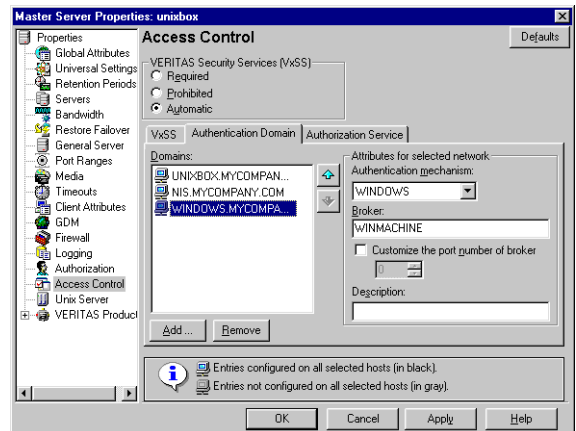 Master Server Properties: unixbox
Properties
Global Attributes
Universal Settings
Retention Periods
Servers
Bandwidth
Restore Failover
General Server
Port Ranges
Media
Timeouts
Client Attributes
GDM
Firewall
Logging
Authorization
Access Control
Unix Server
VERITAS Product
Access Control
Defaults
VERITAS Security Services (VxSS)
Required
Prohibited
Automatic
VxSS
Authentication Domain
Authorization Service
Domains:
UNIXBOX.MYCOMPAN...
NIS.MYCOMPANY.COM
WINDOWS.MYCOMPA...
Add ...
Remove
Attributes for selected network
Authentication mechanism:
WINDOWS
Broker:
WINMACHINE
Customize the port number of broker
0
Description:
Entries configured on all selected hosts (in black).
Entries not configured on all selected hosts (in gray).
OK
Cancel
Apply
Help